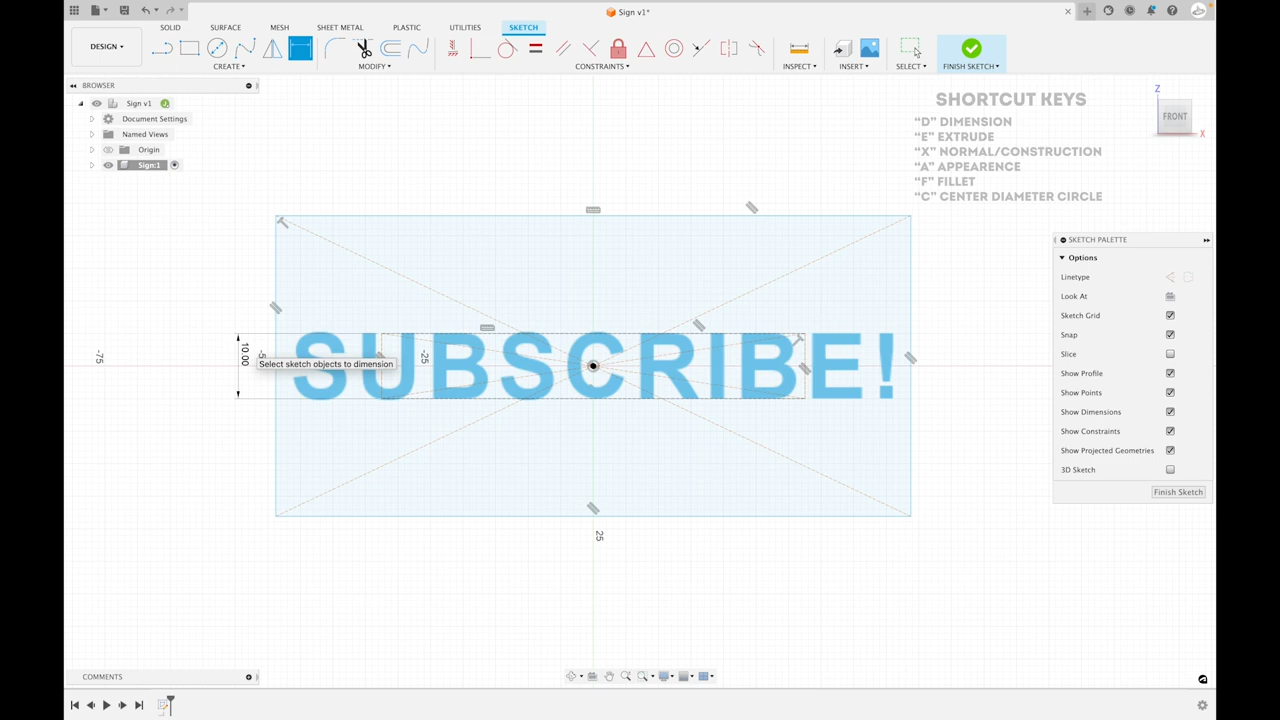 Sign v1*
SOLID SURFACE MESH SHEET METAL PLASTIC UTILITIES SKETCH
DESIGN
CREATE MODIFY CONSTRAINTS INSPECT INSERT SELECT FINISH SKETCH
BROWSER
Sign v1
Document Settings
Named Views
Origin
Sign:1
SHORTCUT KEYS
“D” DIMENSION
“E” EXTRUDE
“X” NORMAL/CONSTRUCTION
“A” APPEARENCE
“F” FILLET
“C” CENTER DIAMETER CIRCLE
Z
FRONT
X
SUBSCRIBE!
10.00
-75
-25
25
Select sketch objects to dimension
SKETCH PALETTE
Options
Linetype
Look At
Sketch Grid
Snap
Slice
Show Profile
Show Points
Show Dimensions
Show Constraints
Show Projected Geometries
3D Sketch
Finish Sketch
COMMENTS